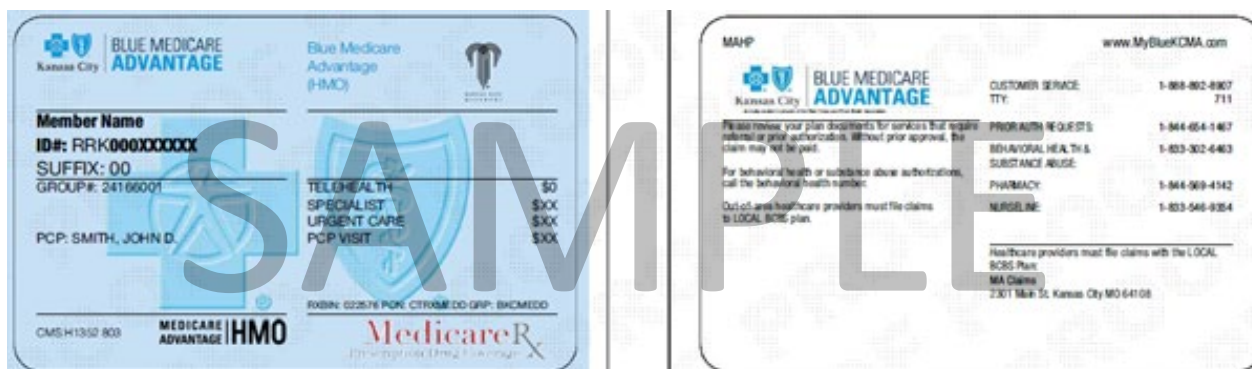 Kansas City
BLUE MEDICARE
ADVANTAGE
Blue Medicare
Advantage
(HMO)
Member Name
ID#: RRK000XXXXXX
SUFFIX: 00
GROUP#: 24166001
PCP: SMITH, JOHN D.
TELEHEALTH $0
SPECIALIST $XX
URGENT CARE $XX
PCP VISIT $XX
RXBIN: 022576 PCN: CTRXMEDD GRP: BKCMEDD
CMS H1352 803
MEDICARE
ADVANTAGE HMO
MedicareRx
Prescription Drug Coverage
MAHP
www.MyBlueKCMA.com
Kansas City
BLUE MEDICARE
ADVANTAGE
Please review your plan documents for services that require
referral or prior authorization. Without prior approval, the
claim may not be paid.
For behavioral health or substance abuse authorizations,
call the behavioral health number.
Out-of-area healthcare providers must file claims
to LOCAL BCBS plan.
CUSTOMER SERVICE: 1-866-892-8907
TTY: 711
PRIOR AUTH REQUESTS: 1-844-654-1467
BEHAVIORAL HEALTH &
SUBSTANCE ABUSE: 1-833-302-6463
PHARMACY: 1-844-569-4142
NURSELINE: 1-833-546-9354
Healthcare providers must file claims with the LOCAL
BCBS Plan:
MA Claims
2301 Main St. Kansas City MO 64108
SAMPLE